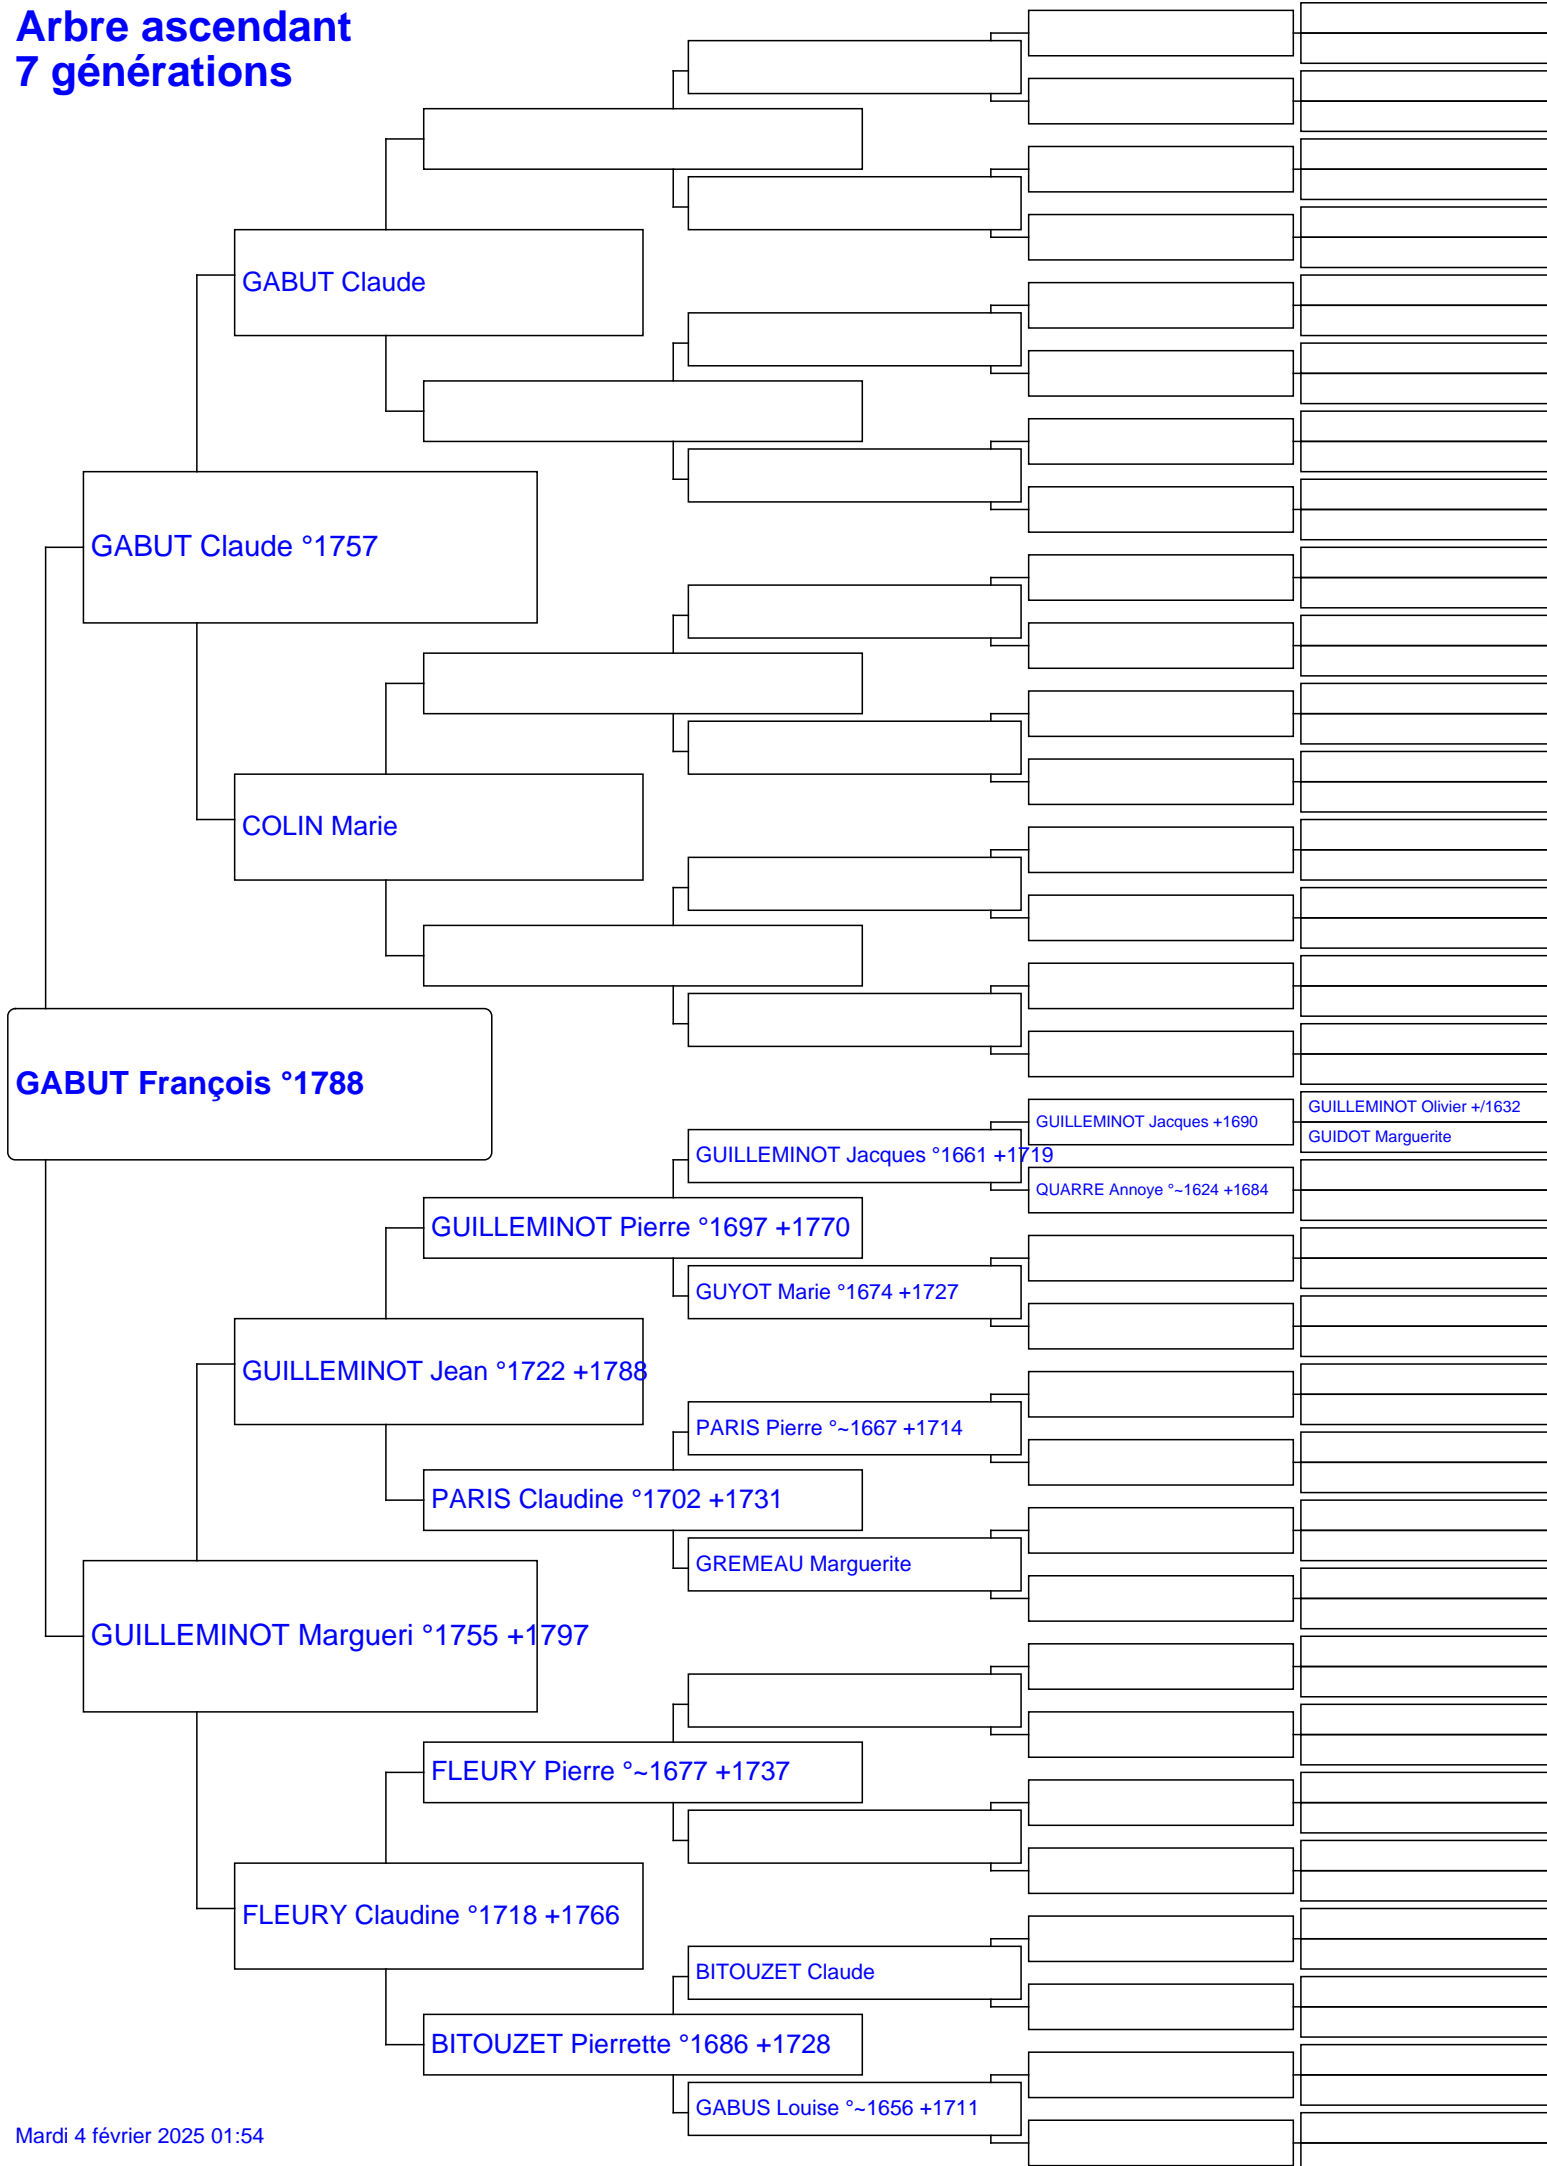 Arbre ascendant
7 générations
GABUT Claude
GABUT Claude °1757
COLIN Marie
GABUT François °1788
GUILLEMINOT Jacques +1690
GUILLEMINOT Olivier +/1632
GUIDOT Marguerite
GUILLEMINOT Jacques °1661 +1719
QUARRE Annoye °~1624 +1684
GUILLEMINOT Pierre °1697 +1770
GUYOT Marie °1674 +1727
GUILLEMINOT Jean °1722 +1788
PARIS Pierre °~1667 +1714
PARIS Claudine °1702 +1731
GREMEAU Marguerite
GUILLEMINOT Margueri °1755 +1797
FLEURY Pierre °~1677 +1737
FLEURY Claudine °1718 +1766
BITOUZET Claude
BITOUZET Pierrette °1686 +1728
GABUS Louise °~1656 +1711
Mardi 4 février 2025 01:54